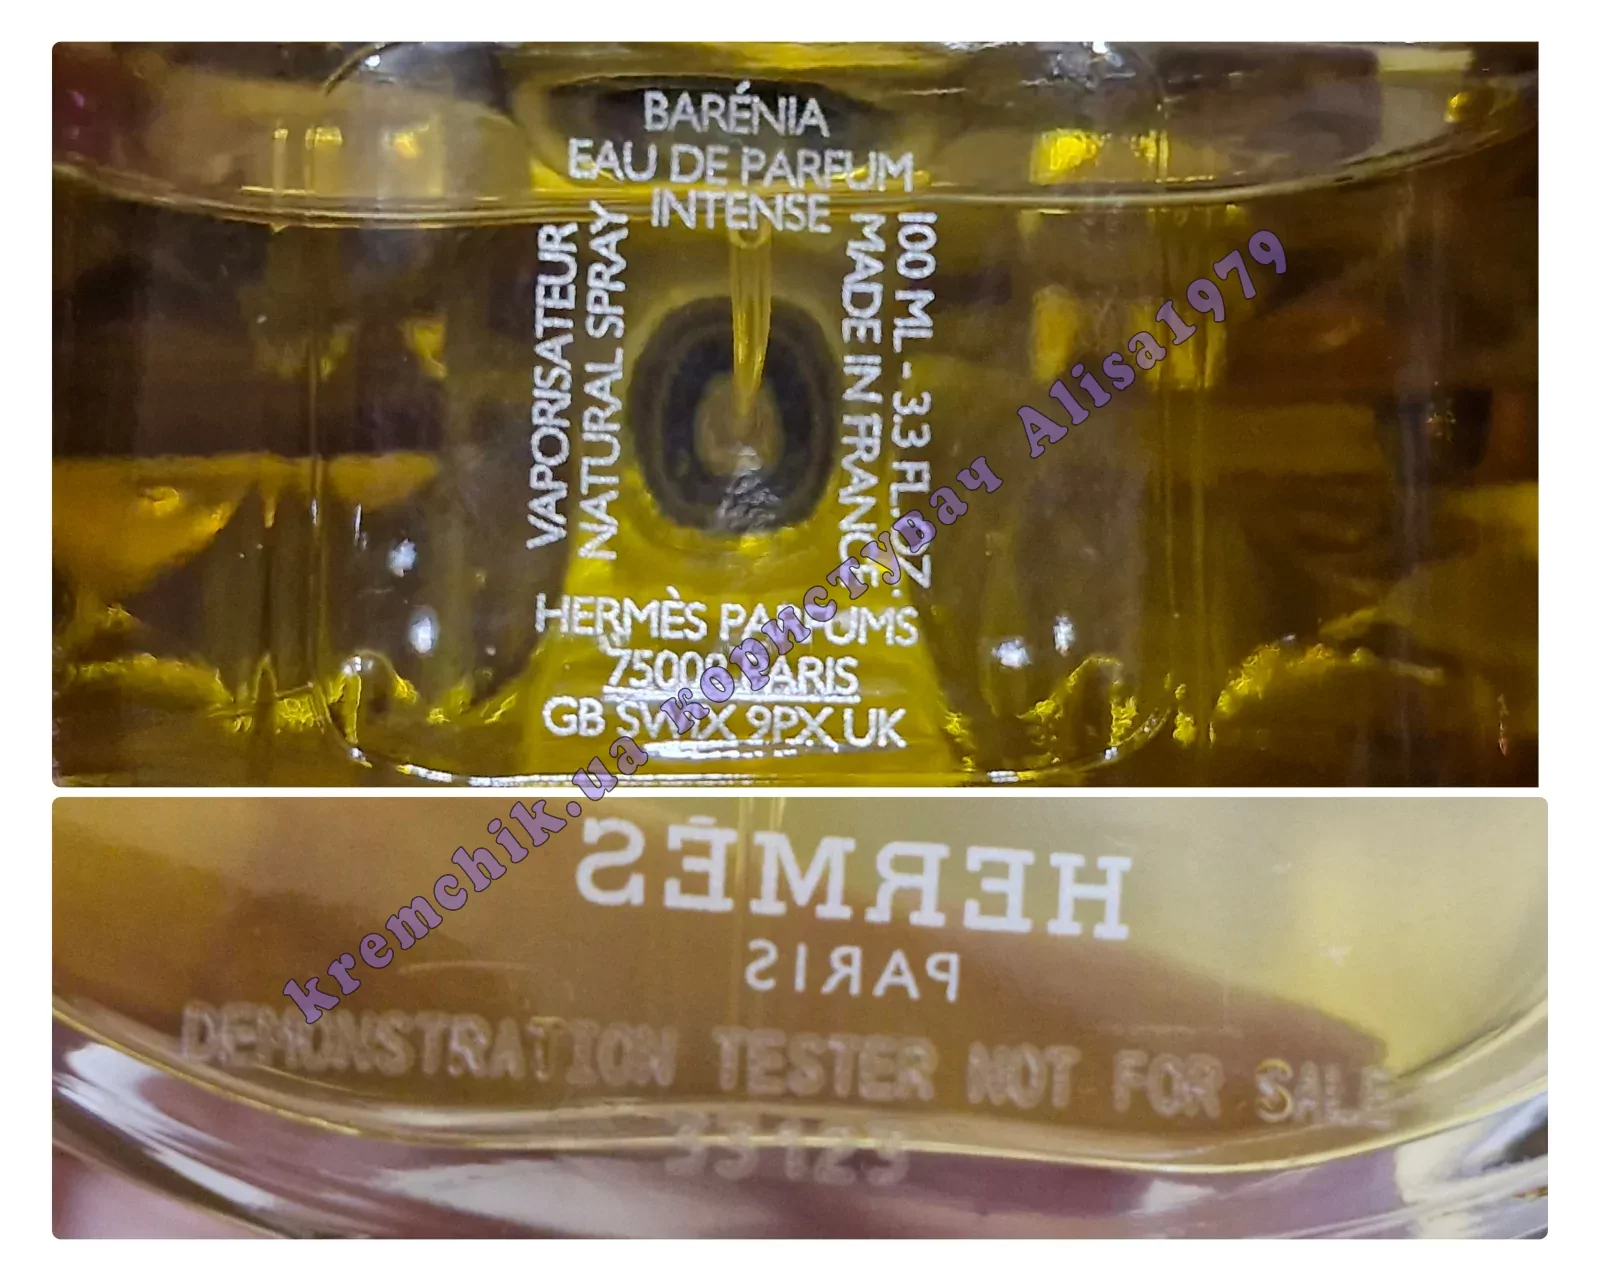 BARÉNIA
EAU DE PARFUM
INTENSE
VAPORISATEUR
NATURAL SPRAY
100 ML - 3.3 FL.OZ.
MADE IN FRANCE
HERMÈS PARFUMS
75008 PARIS
GB SW1X 9PX UK
kremchik.ua користувач Alisa1979
HERMÈS
PARIS
DEMONSTRATION TESTER NOT FOR SALE